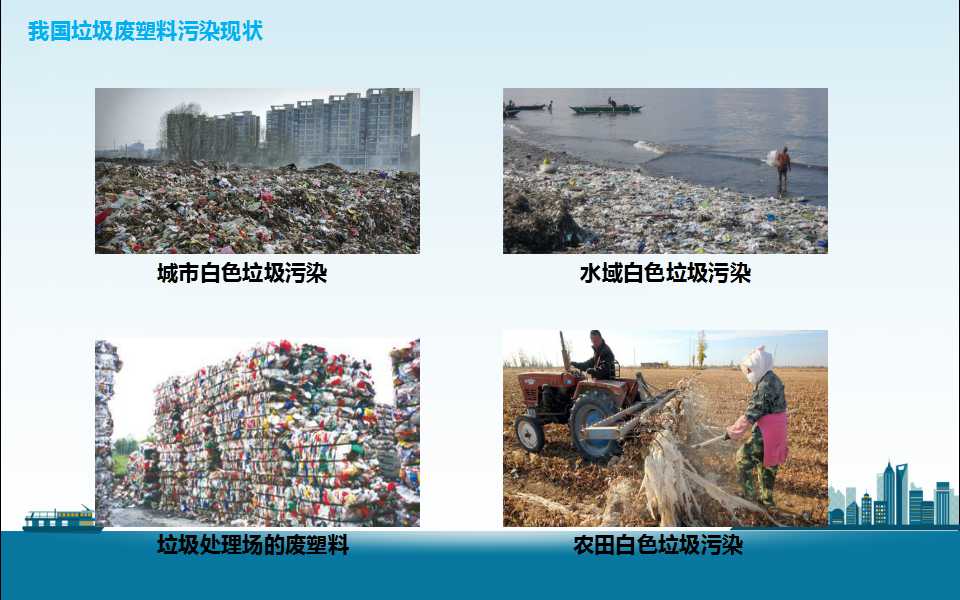 我国垃圾废塑料污染现状
城市白色垃圾污染
水域白色垃圾污染
垃圾处理场的废塑料
农田白色垃圾污染